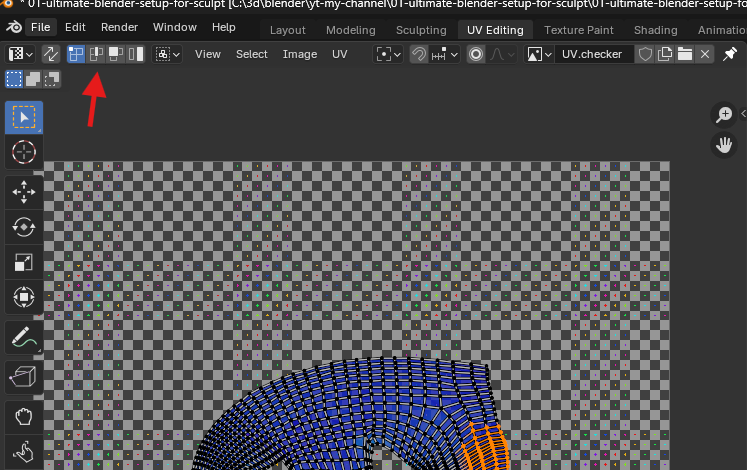 * 01-ultimate-blender-setup-for-sculpt [C:\3d\blender\yt-my-channel\01-ultimate-blender-setup-for-sculpt\01-ultimate-blender-setup-fo
File Edit Render Window Help Layout Modeling Sculpting UV Editing Texture Paint Shading Animatio
View Select Image UV UV.checker